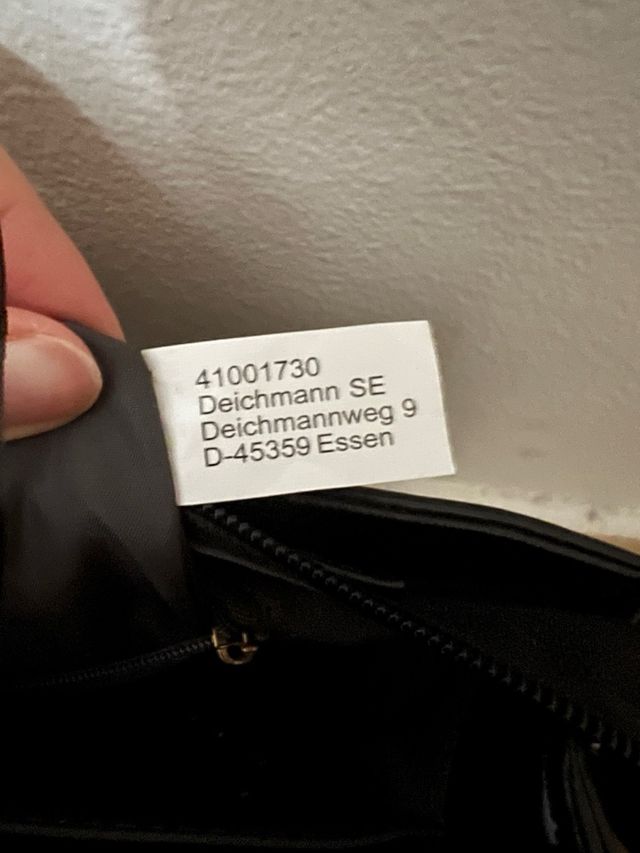 41001730
Deichmann SE
Deichmannweg 9
D-45359 Essen